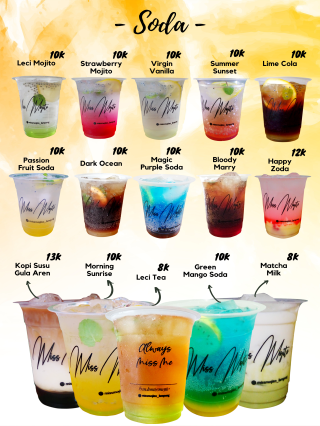 - Soda -
10k 10k 10k 10k 10k
Leci Mojito Strawberry Mojito Virgin Vanilla Summer Sunset Lime Cola
10k 10k 10k 10k 12k
Passion Fruit Soda Dark Ocean Magic Purple Soda Bloody Marry Happy Zoda
13k 10k 8k 10k 8k
Kopi Susu Gula Aren Morning Sunrise Leci Tea Green Mango Soda Matcha Milk
Always
Miss Me
Miss Mojito